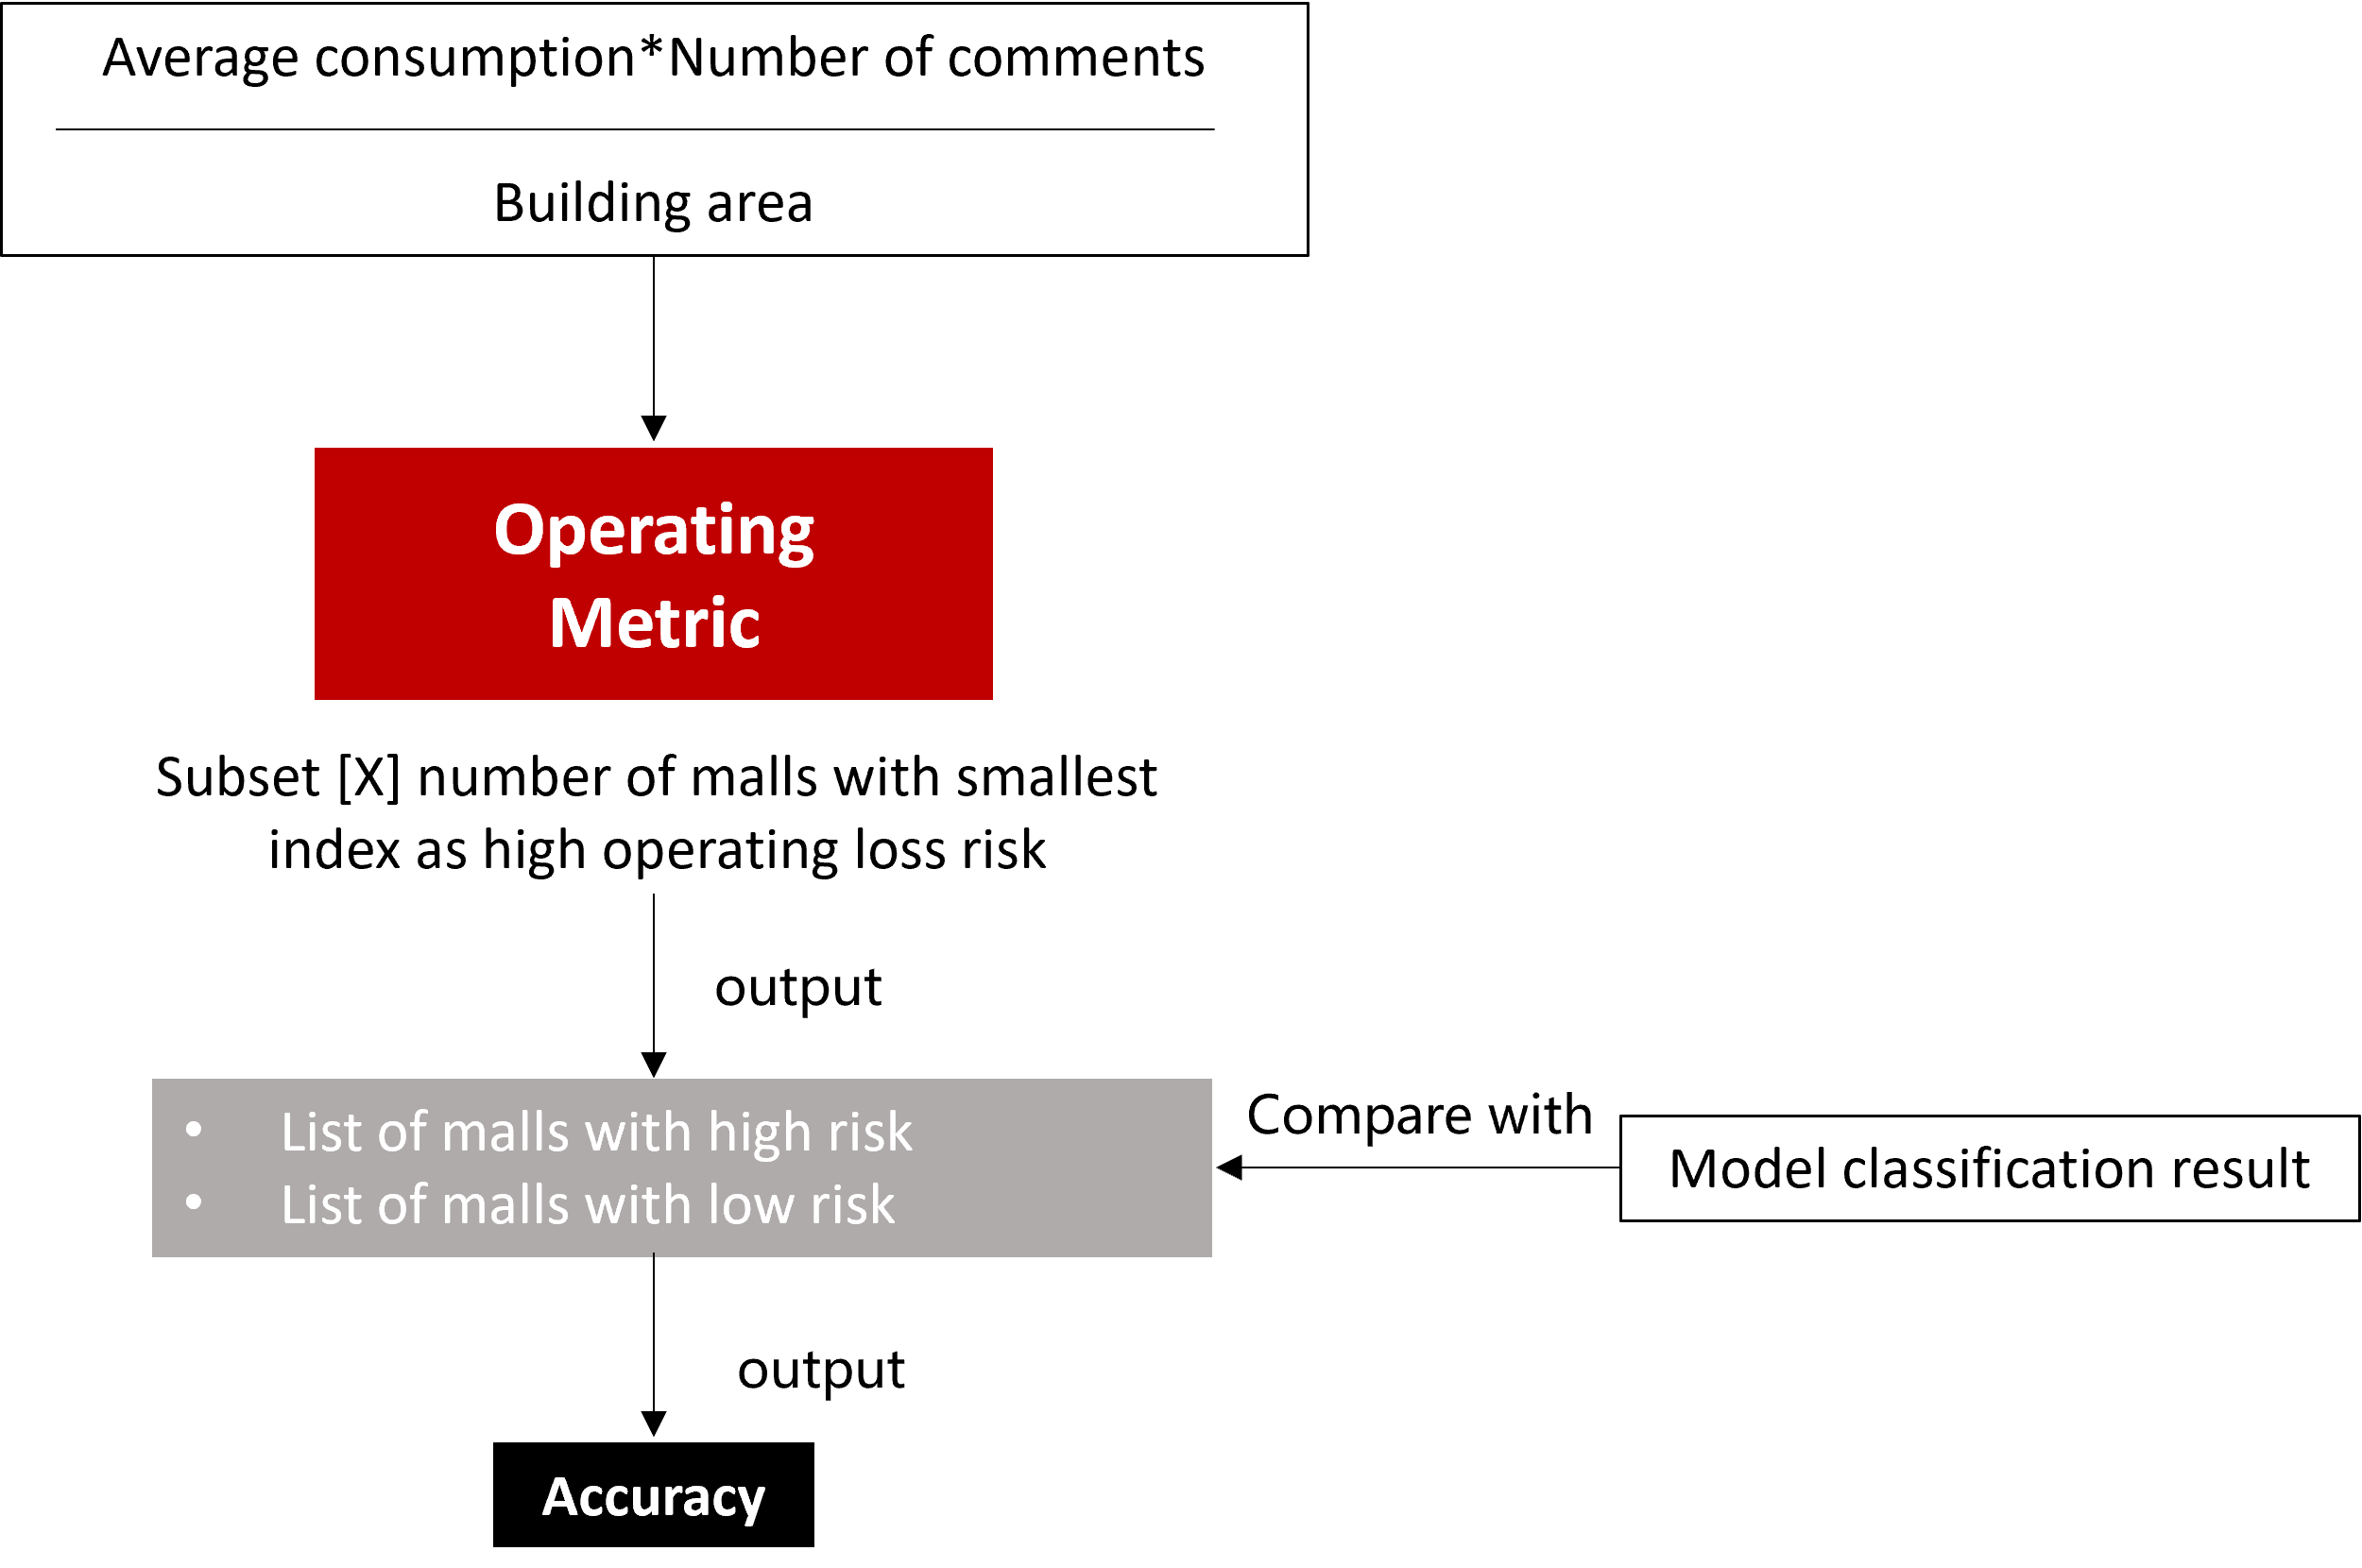 Average consumption*Number of comments
Building area
Operating
Metric
Subset [X] number of malls with smallest
index as high operating loss risk
output
• List of malls with high risk
• List of malls with low risk
Compare with
Model classification result
output
Accuracy